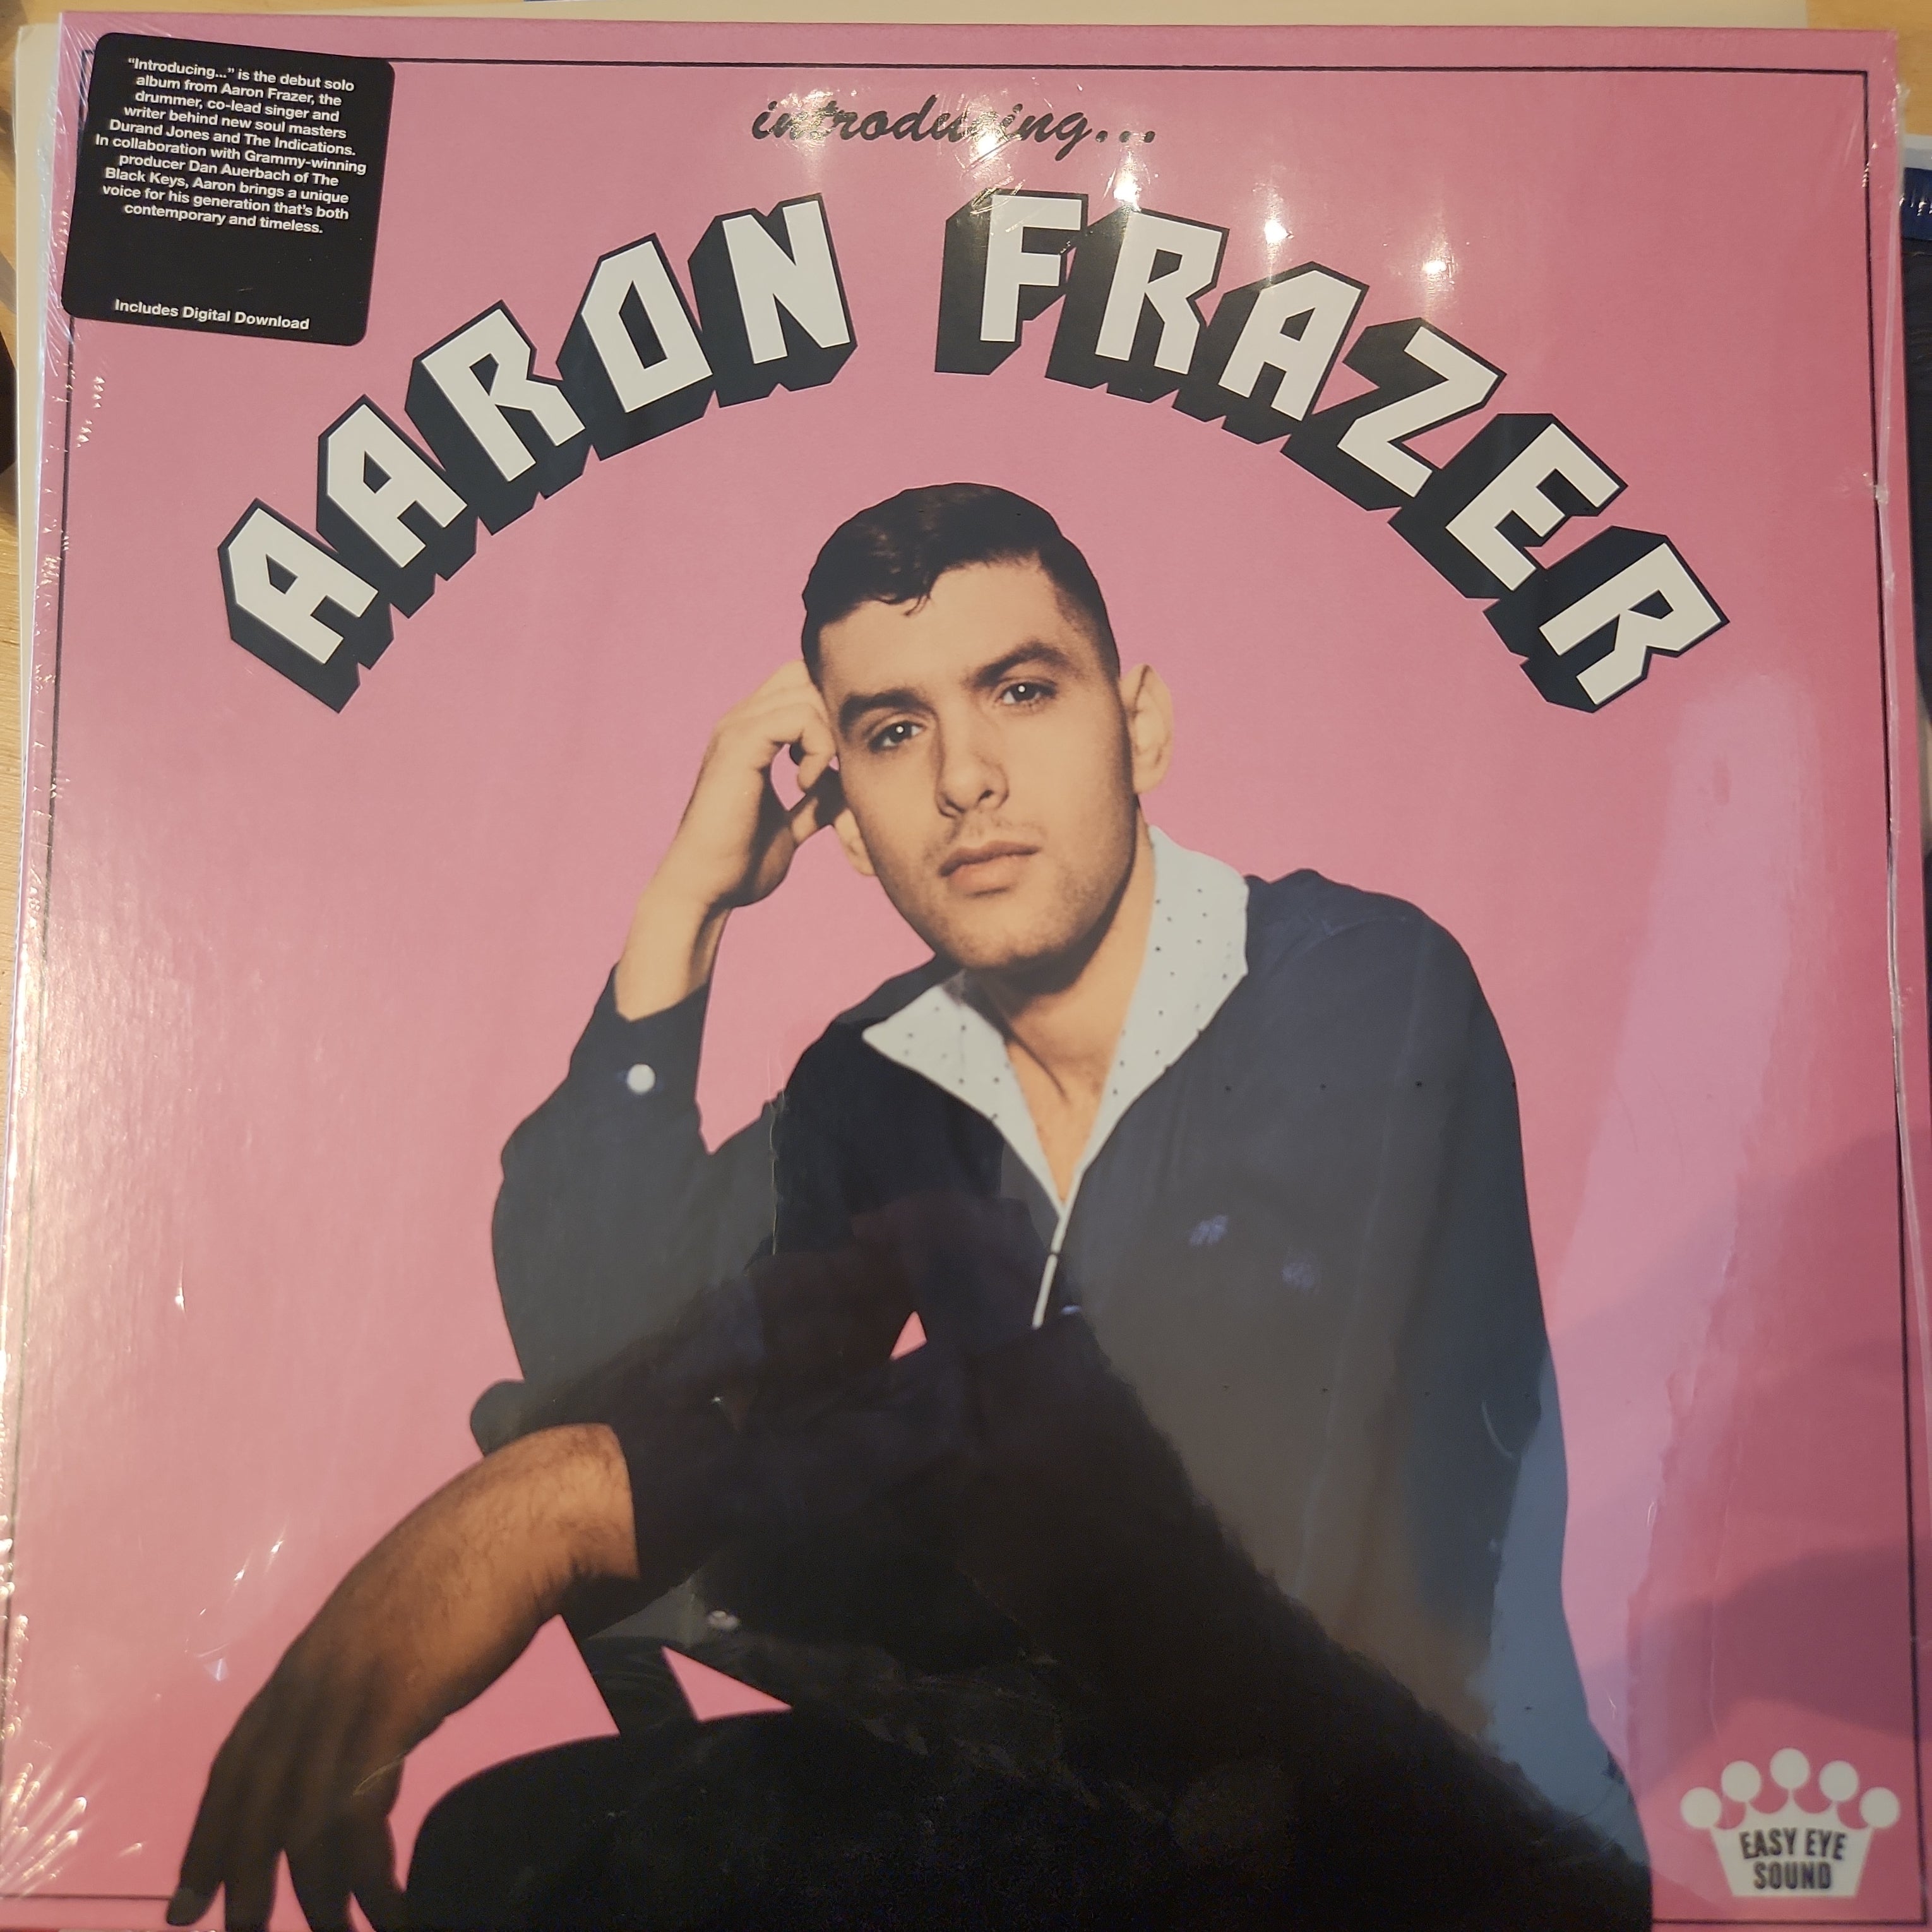 "Introducing..." is the debut solo
album from Aaron Frazer, the
drummer, co-lead singer and
writer behind new soul masters
Durand Jones and The Indications.
In collaboration with Grammy-winning
producer Dan Auerbach of The
Black Keys, Aaron brings a unique
voice for his generation that's both
contemporary and timeless.
Includes Digital Download
introducing...
AARON FRAZER
EASY EYE
SOUND